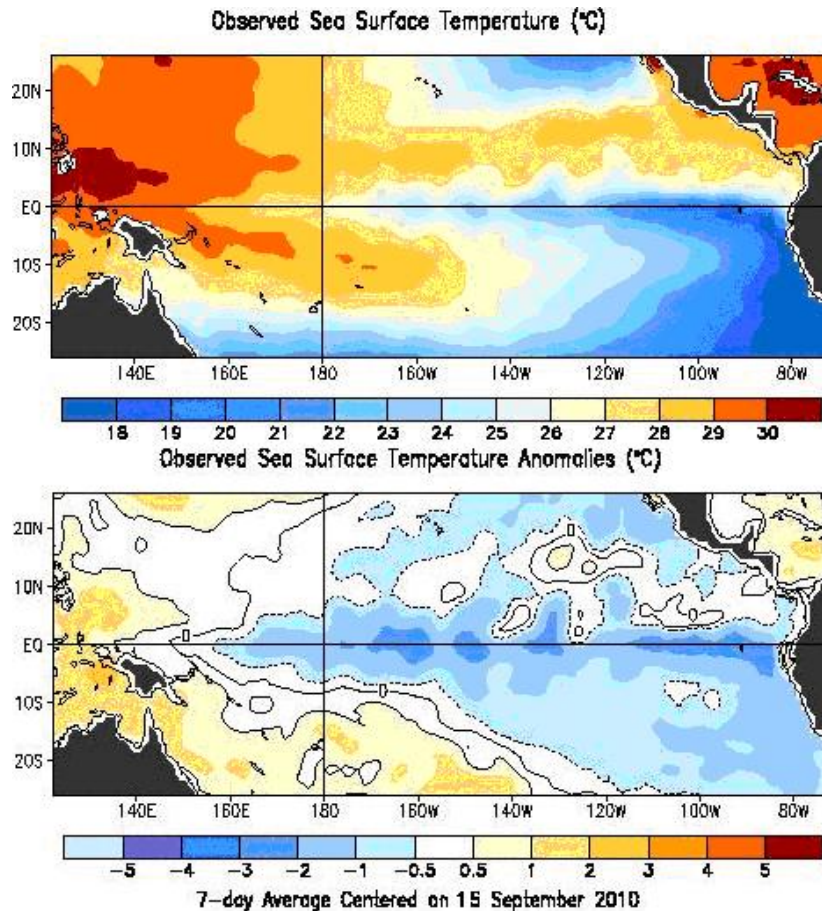 Observed Sea Surface Temperature (°C)
20N
10N
EQ
10S
20S
140E 160E 180 160W 140W 120W 100W 80W
18 19 20 21 22 23 24 25 26 27 28 29 30
Observed Sea Surface Temperature Anomalies (°C)
20N
10N
EQ
10S
20S
0
0
0
0
0
140E 160E 180 160W 140W 120W 100W 80W
-5 -4 -3 -2 -1 -0.5 0.5 1 2 3 4 5
7-day Average Centered on 15 September 2010